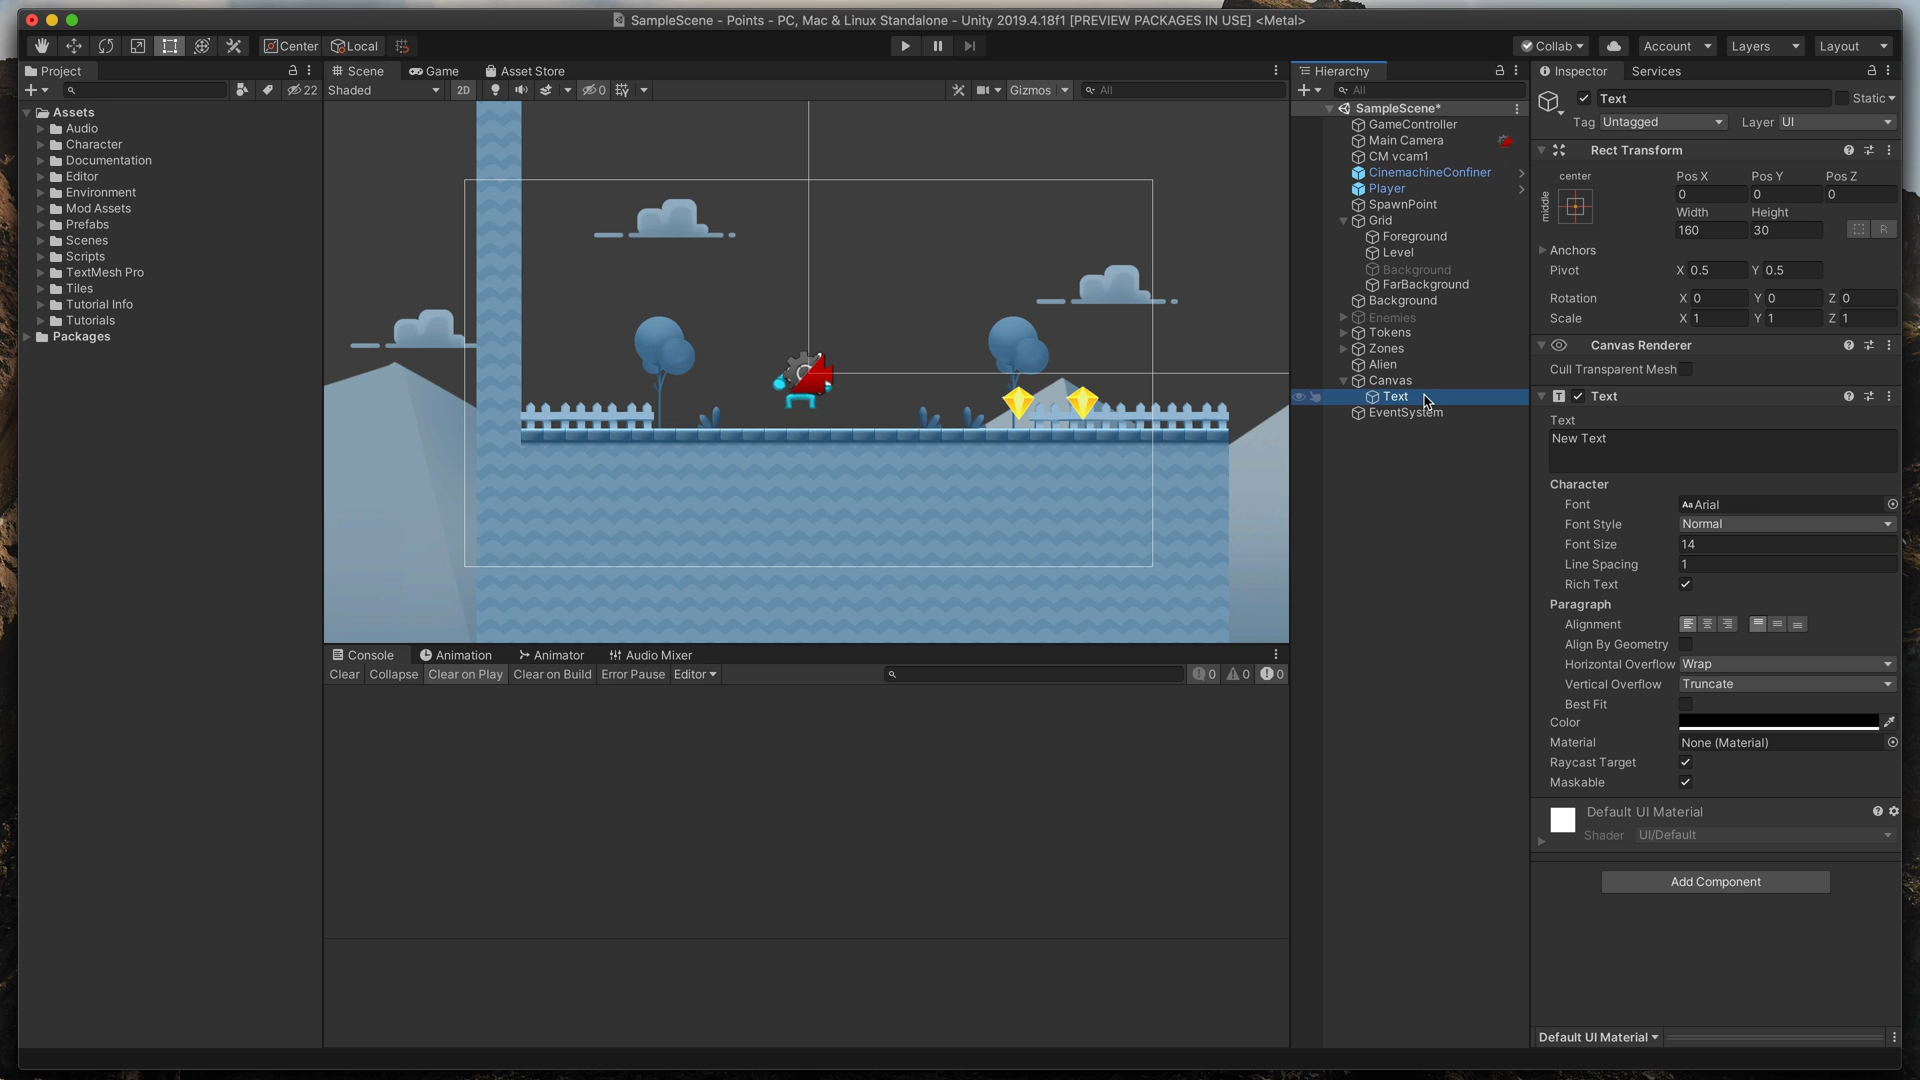 SampleScene - Points - PC, Mac & Linux Standalone - Unity 2019.4.18f1 [PREVIEW PACKAGES IN USE] <Metal>
Center Local Collab Account Layers Layout
Project
22
Assets
Audio
Character
Documentation
Editor
Environment
Mod Assets
Prefabs
Scenes
Scripts
TextMesh Pro
Tiles
Tutorial Info
Tutorials
Packages
Scene Game Asset Store
Shaded 2D 0 Gizmos All
Console Animation Animator Audio Mixer
Clear Collapse Clear on Play Clear on Build Error Pause Editor 0 0 0
Hierarchy
All
SampleScene*
GameController
Main Camera
CM vcam1
CinemachineConfiner
Player
SpawnPoint
Grid
Foreground
Level
Background
FarBackground
Background
Enemies
Tokens
Zones
Alien
Canvas
Text
EventSystem
Inspector Services
Text Static
Tag Untagged Layer UI
Rect Transform
center Pos X Pos Y Pos Z
middle 0 0 0
Width Height
160 30 R
Anchors
Pivot X 0.5 Y 0.5
Rotation X 0 Y 0 Z 0
Scale X 1 Y 1 Z 1
Canvas Renderer
Cull Transparent Mesh
T Text
Text
New Text
Character
Font Aa Arial
Font Style Normal
Font Size 14
Line Spacing 1
Rich Text
Paragraph
Alignment
Align By Geometry
Horizontal Overflow Wrap
Vertical Overflow Truncate
Best Fit
Color
Material None (Material)
Raycast Target
Maskable
Default UI Material
Shader UI/Default
Add Component
Default UI Material